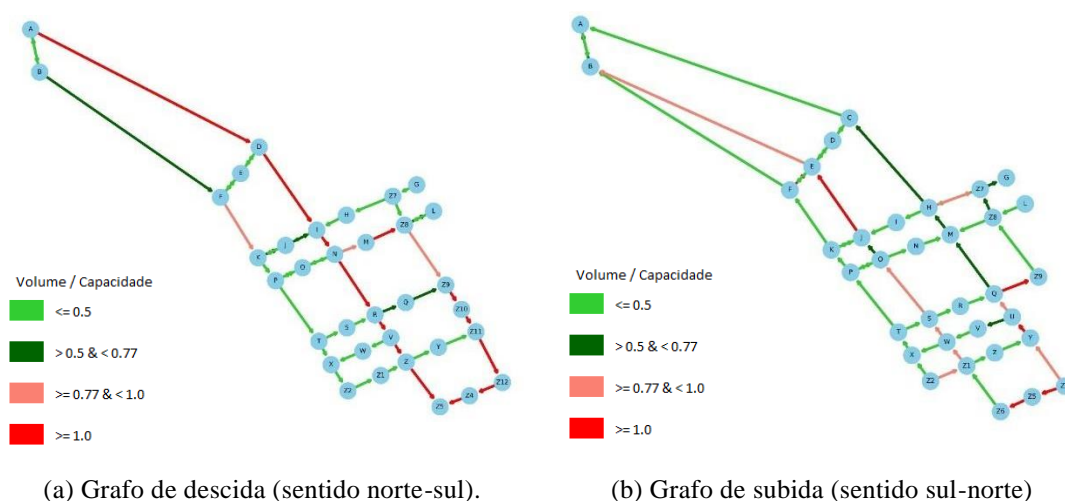 A
B
D
E
F
G
Z7
H
L
Z8
I
J
M
N
K
O
P
Z9
Q
Z10
R
S
Z11
T
V
Y
W
Z
X
Z1
Z12
Z2
Z4
Z5
Volume / Capacidade
<= 0.5
> 0.5 & < 0.77
>= 0.77 & < 1.0
>= 1.0
(a) Grafo de descida (sentido norte-sul).
A
B
C
D
E
F
G
Z7
H
L
Z8
I
J
M
N
K
O
P
Z9
Q
R
U
S
V
T
Y
W
Z
X
Z1
Z2
Z5
Z6
Volume / Capacidade
<= 0.5
> 0.5 & < 0.77
>= 0.77 & < 1.0
>= 1.0
(b) Grafo de subida (sentido sul-norte)